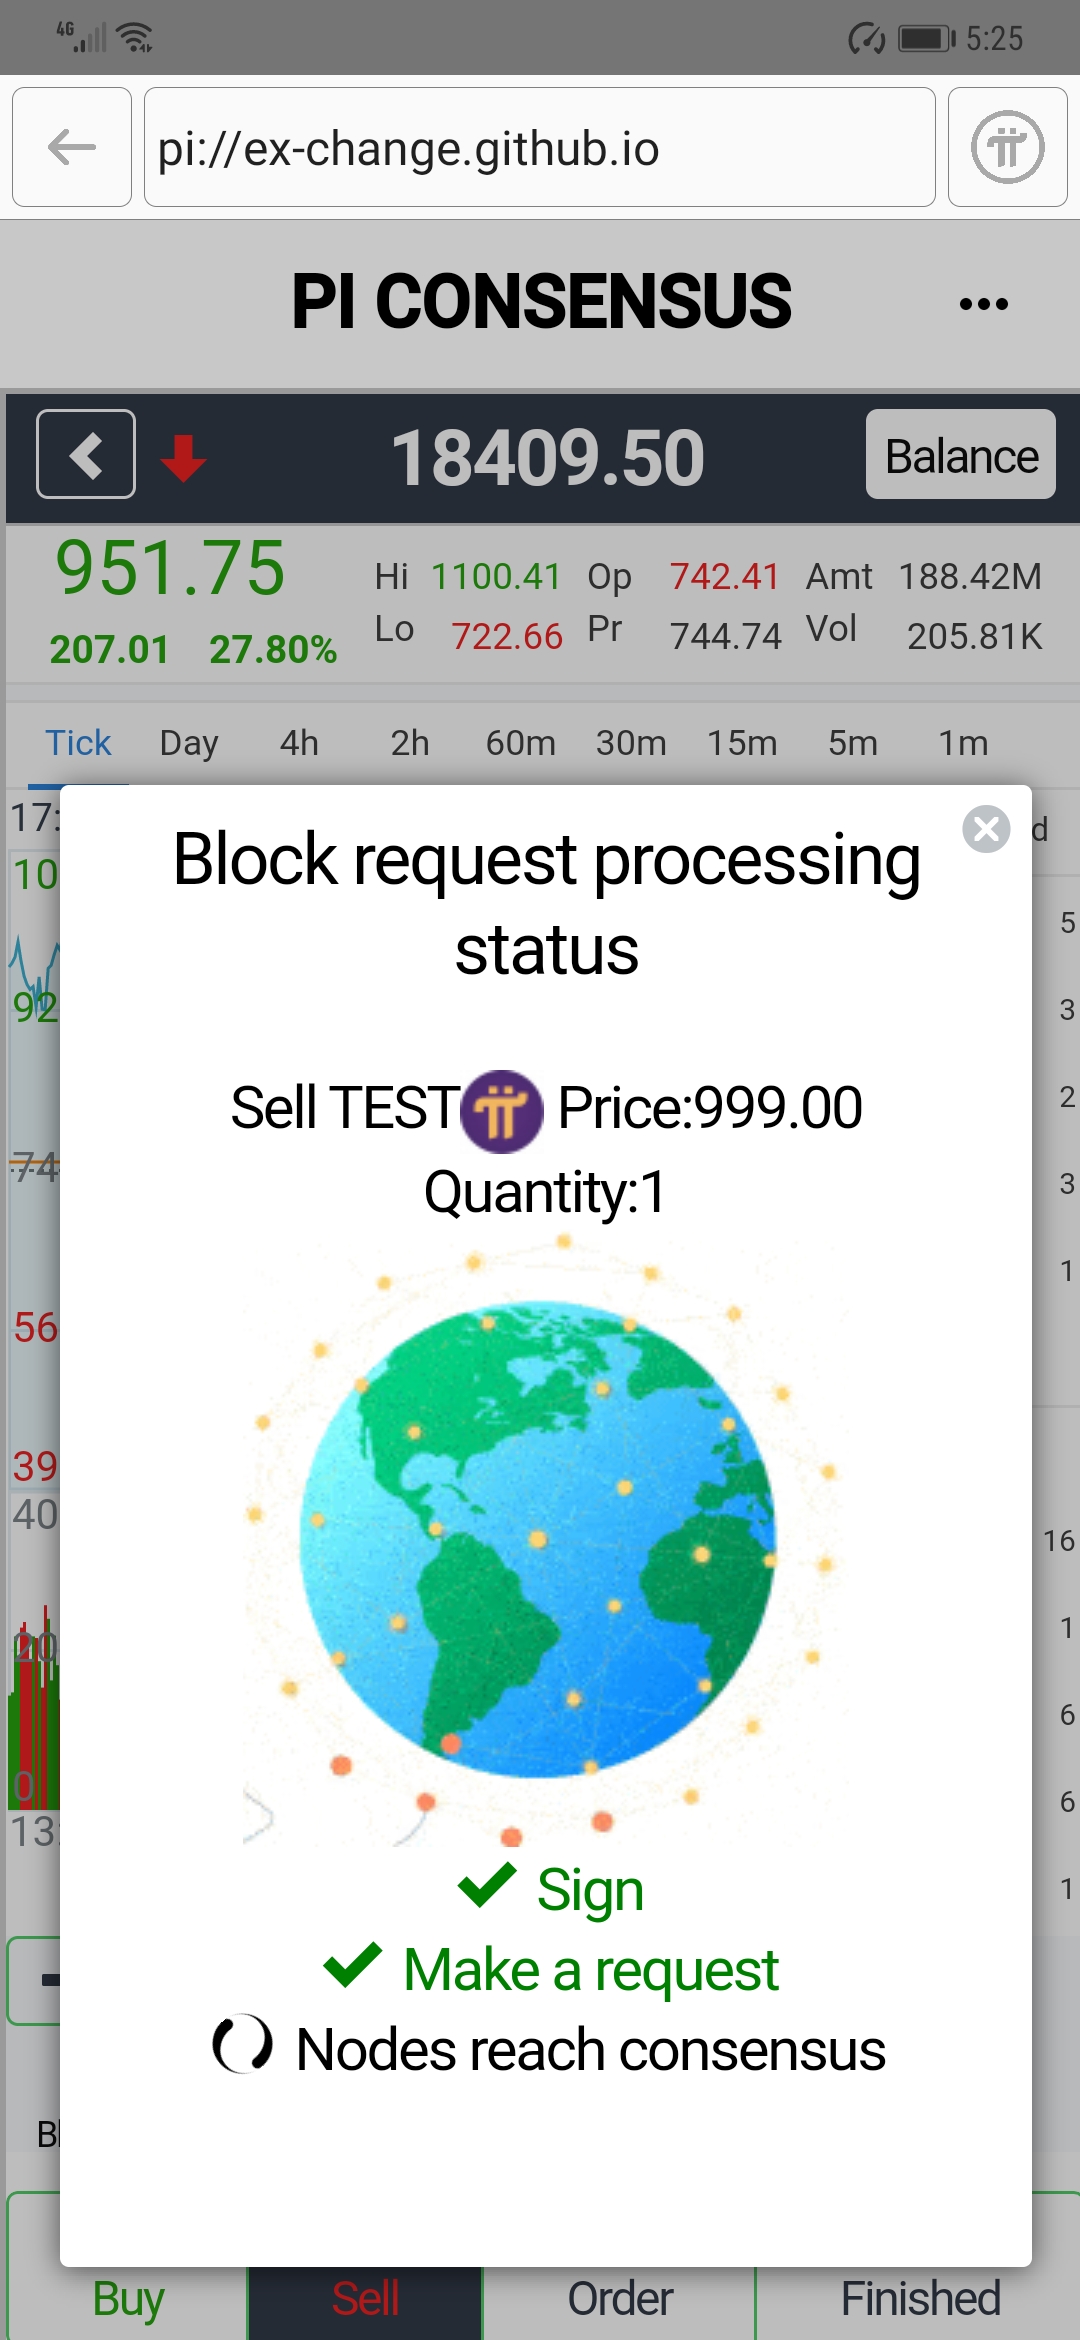 4G 5:25
pi://ex-change.github.io
PI CONSENSUS
18409.50 Balance
951.75 Hi 1100.41 Op 742.41 Amt 188.42M
207.01 27.80% Lo 722.66 Pr 744.74 Vol 205.81K
Tick Day 4h 2h 60m 30m 15m 5m 1m
17: d
Block request processing
status
10
5
92 3
2
Sell TEST Price:999.00
74 3
Quantity:1
1
56
39
40 16
20 1
6
0 6
13:
1
Sign
Make a request
Nodes reach consensus
Bl
Buy Sell Order Finished